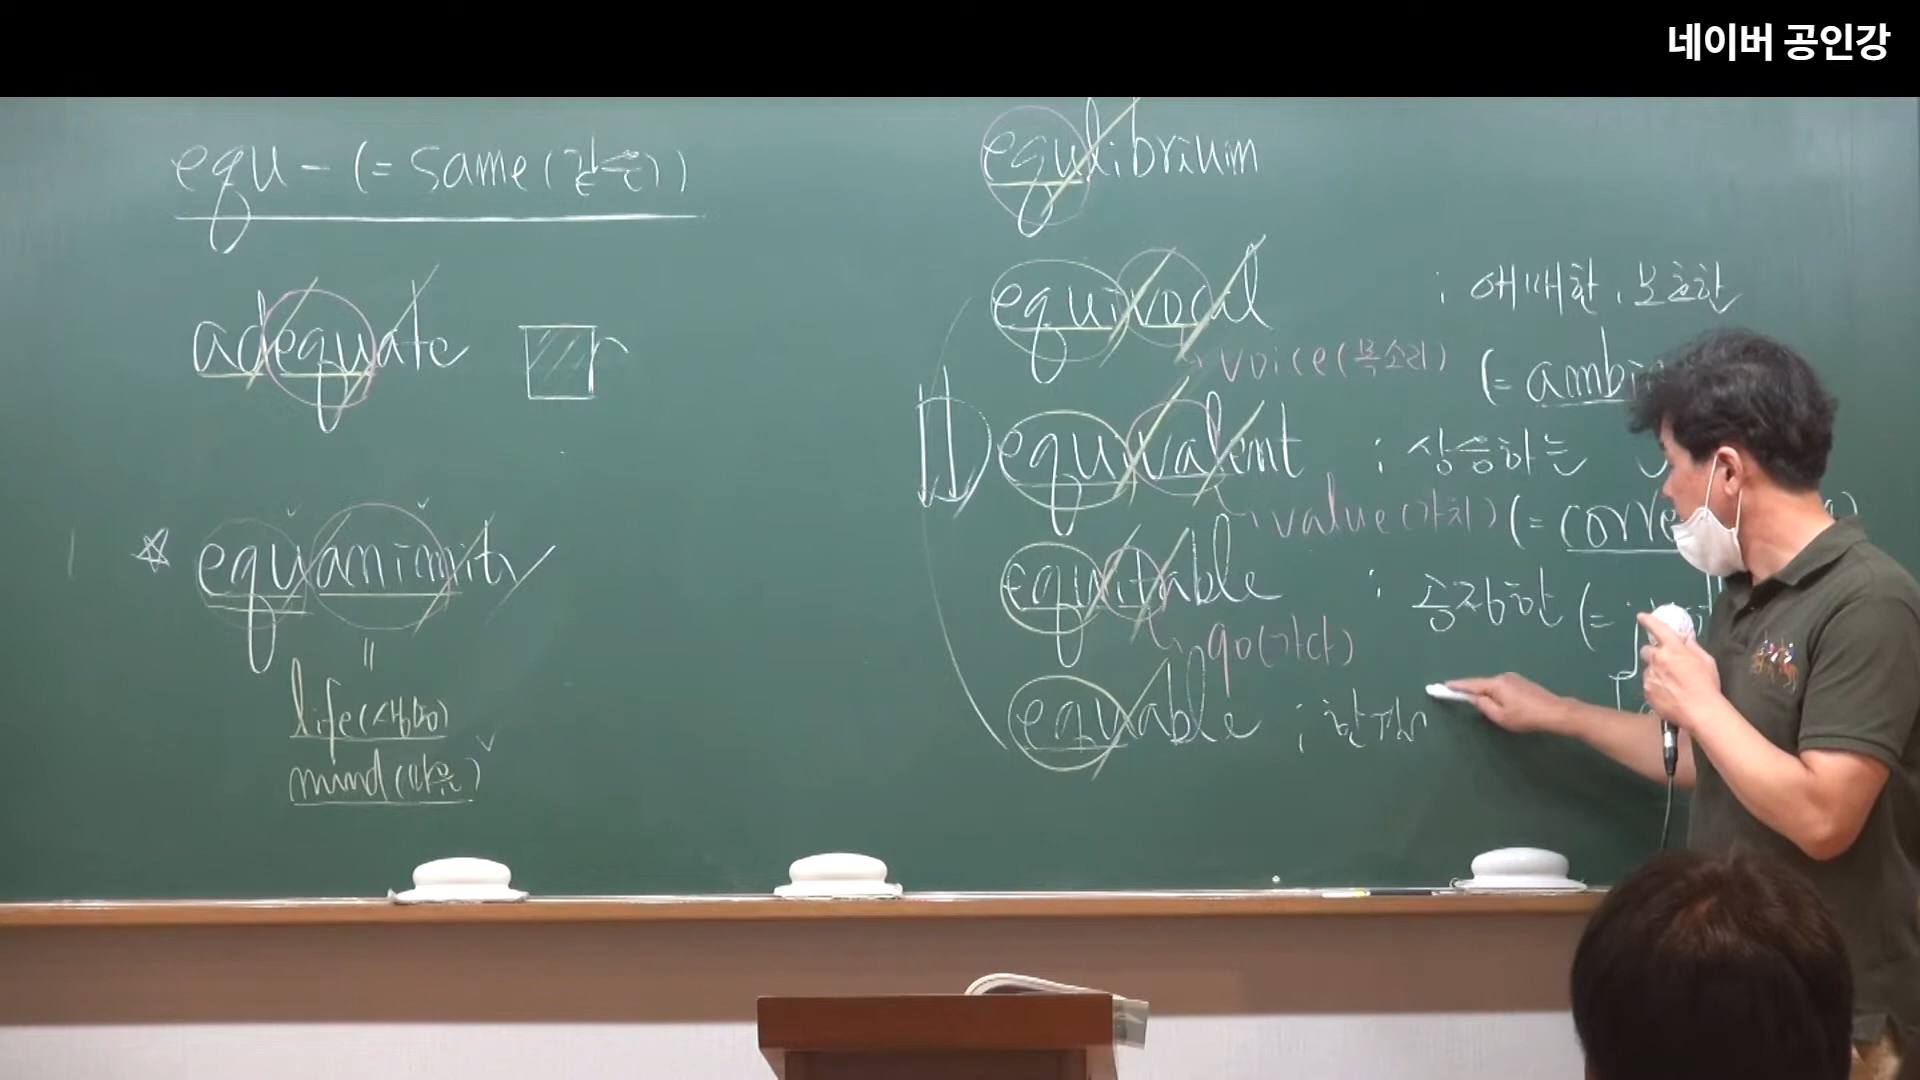 네이버 공인강
equ - (= same (같은))
adequate
equanimity
=
life (생명)
mind (마음)
equlibrium
equivocal ; 애매한, 모호한
voice (목소리) (= ambi
equivalent ; 상응하는
value (가치) (= corre
equitable ; 공정한 (= j
go (가다)
equable ; 한결